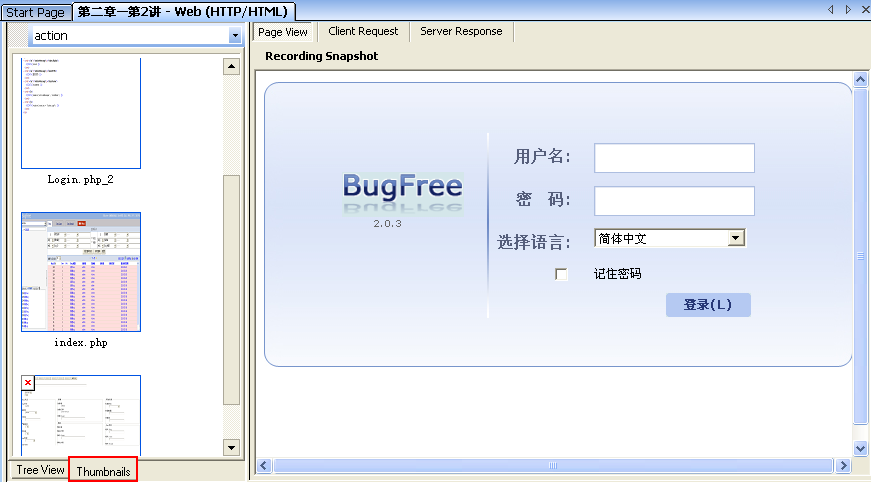 Start Page
第二章一第2讲 - Web (HTTP/HTML)
action
Login.php_2
index.php
Tree View
Thumbnails
Page View
Client Request
Server Response
Recording Snapshot
BugFree
2.0.3
用户名:
密 码:
选择语言:
简体中文
记住密码
登录(L)